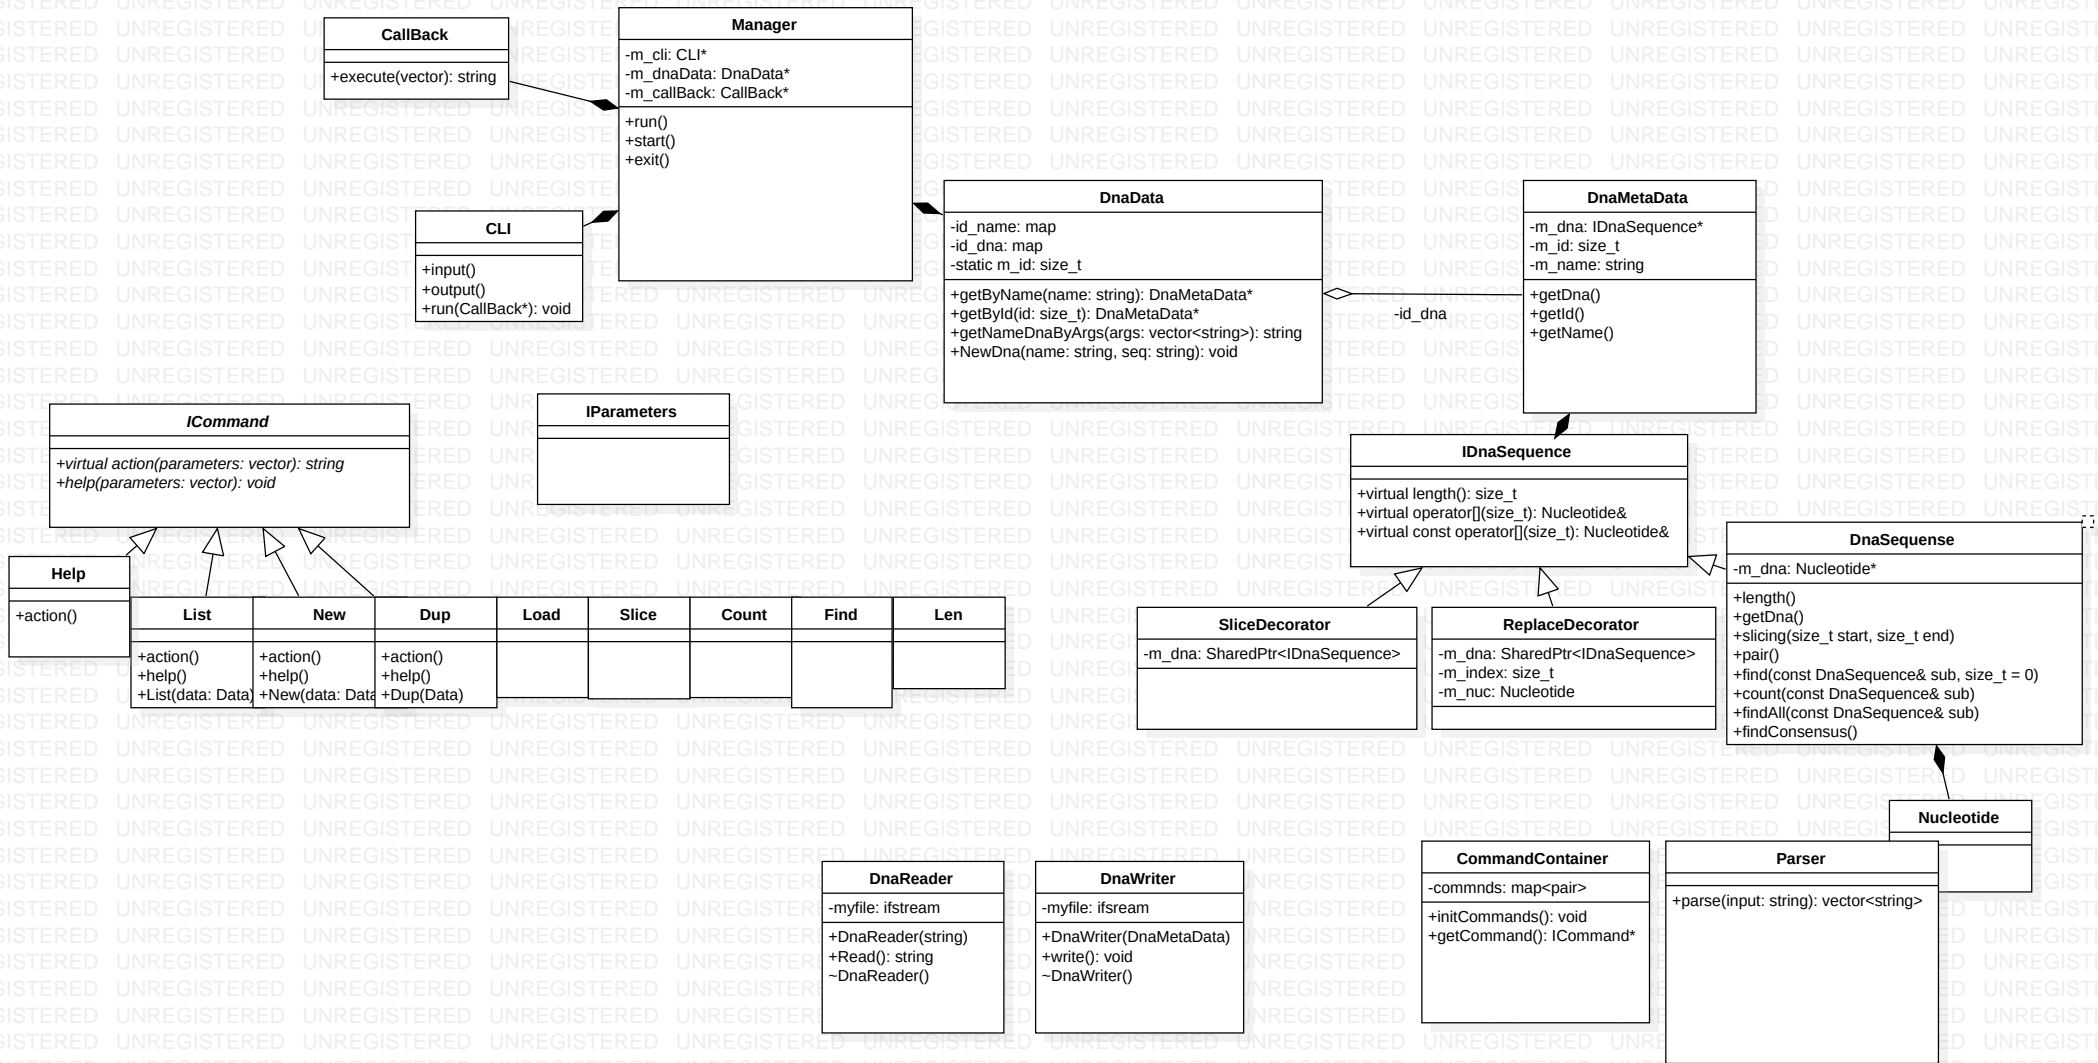 CallBack
+execute(vector): string
Manager
-m_cli: CLI*
-m_dnaData: DnaData*
-m_callBack: CallBack*
+run()
+start()
+exit()
CLI
+input()
+output()
+run(CallBack*): void
DnaData
-id_name: map
-id_dna: map
-static m_id: size_t
+getByName(name: string): DnaMetaData*
+getById(id: size_t): DnaMetaData*
+getNameDnaByArgs(args: vector<string>): string
+NewDna(name: string, seq: string): void
-id_dna
DnaMetaData
-m_dna: IDnaSequence*
-m_id: size_t
-m_name: string
+getDna()
+getId()
+getName()
ICommand
+virtual action(parameters: vector): string
+help(parameters: vector): void
IParameters
IDnaSequence
+virtual length(): size_t
+virtual operator[](size_t): Nucleotide&
+virtual const operator[](size_t): Nucleotide&
DnaSequense
-m_dna: Nucleotide*
+length()
+getDna()
+slicing(size_t start, size_t end)
+pair()
+find(const DnaSequence& sub, size_t = 0)
+count(const DnaSequence& sub)
+findAll(const DnaSequence& sub)
+findConsensus()
Help
+action()
List
+action()
+help()
+List(data: Data)
New
+action()
+help()
+New(data: Data
Dup
+action()
+help()
+Dup(Data)
Load
Slice
Count
Find
Len
SliceDecorator
-m_dna: SharedPtr<IDnaSequence>
ReplaceDecorator
-m_dna: SharedPtr<IDnaSequence>
-m_index: size_t
-m_nuc: Nucleotide
Nucleotide
DnaReader
-myfile: ifstream
+DnaReader(string)
+Read(): string
~DnaReader()
DnaWriter
-myfile: ifsream
+DnaWriter(DnaMetaData)
+write(): void
~DnaWriter()
CommandContainer
-commnds: map<pair>
+initCommands(): void
+getCommand(): ICommand*
Parser
+parse(input: string): vector<string>
UNREGISTERED